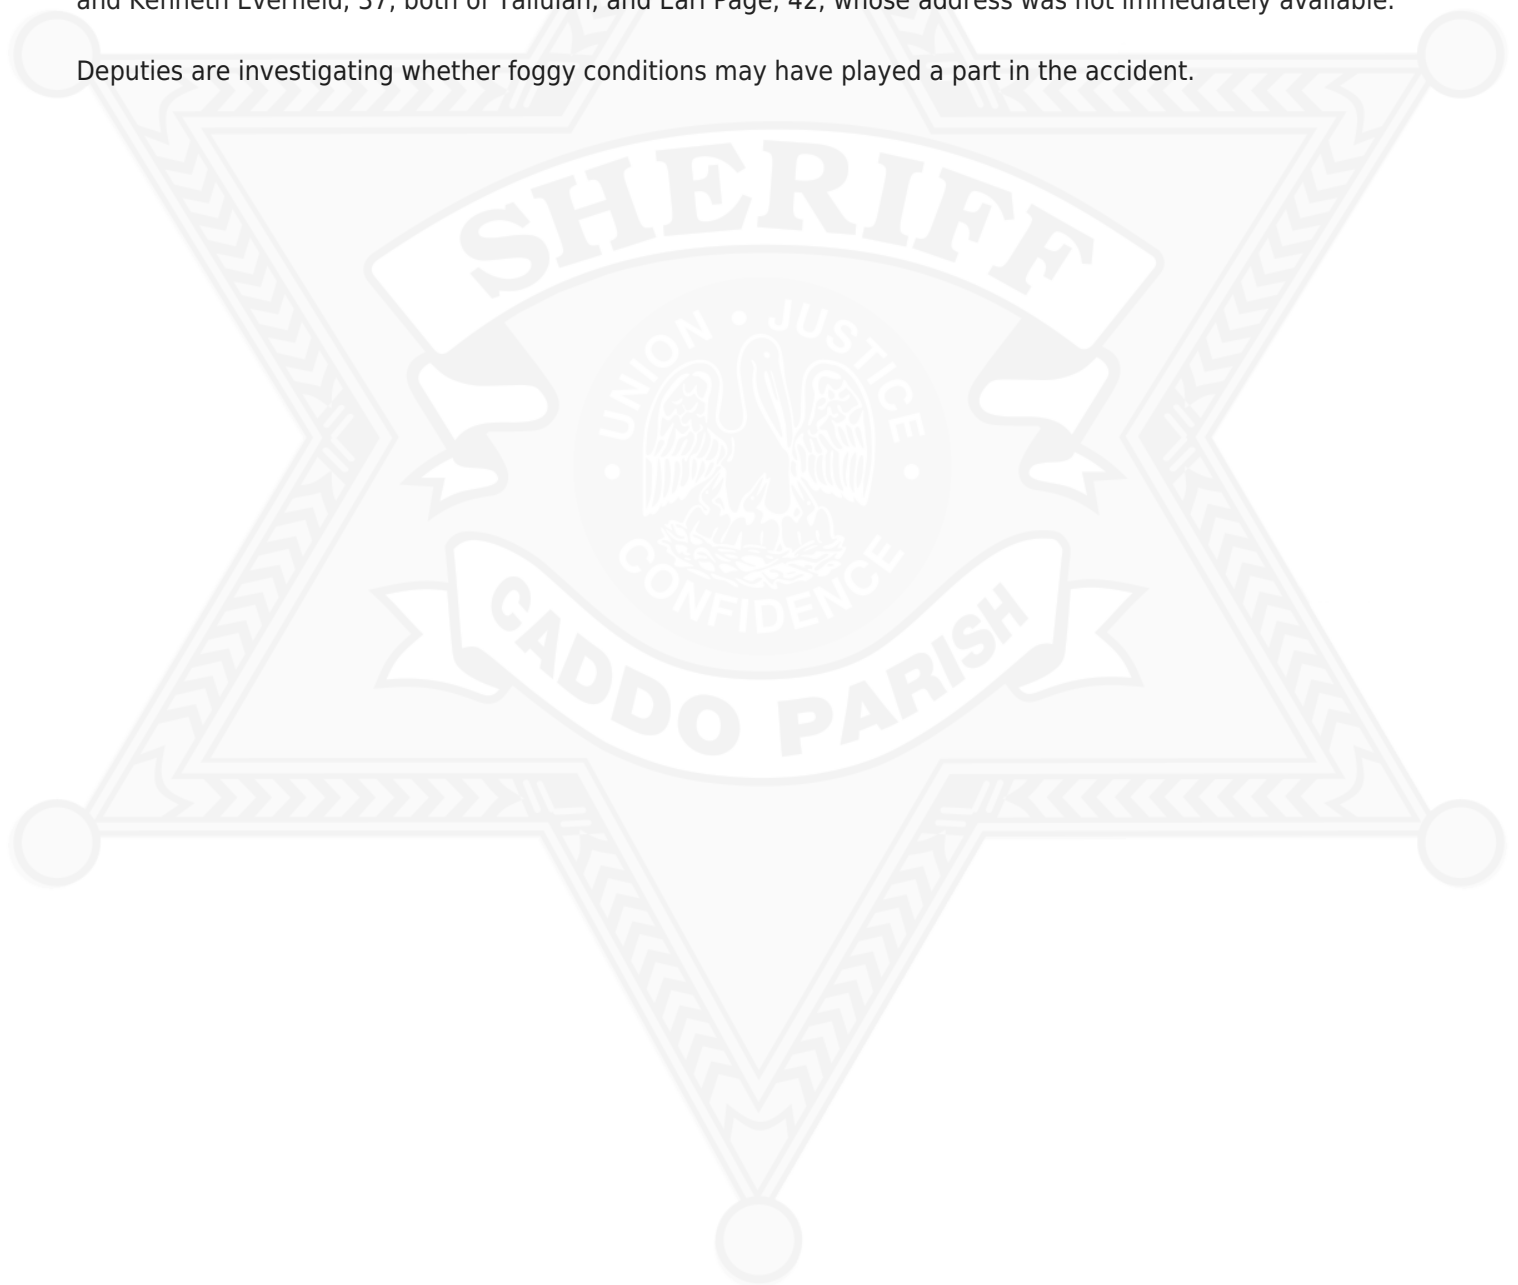 and Kenneth Everfield, 37, both of Tallulah, and Earl Page, 42, whose address was not immediately available.
Deputies are investigating whether foggy conditions may have played a part in the accident.
SHERIFF
UNION • JUSTICE
CONFIDENCE
CADDO PARISH